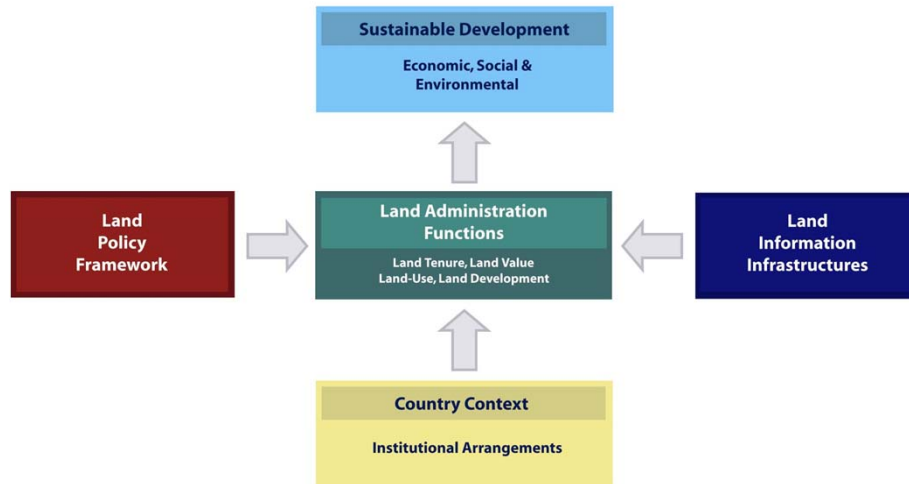 Sustainable Development
Economic, Social &
Environmental
Land
Policy
Framework
Land Administration
Functions
Land Tenure, Land Value
Land-Use, Land Development
Land
Information
Infrastructures
Country Context
Institutional Arrangements